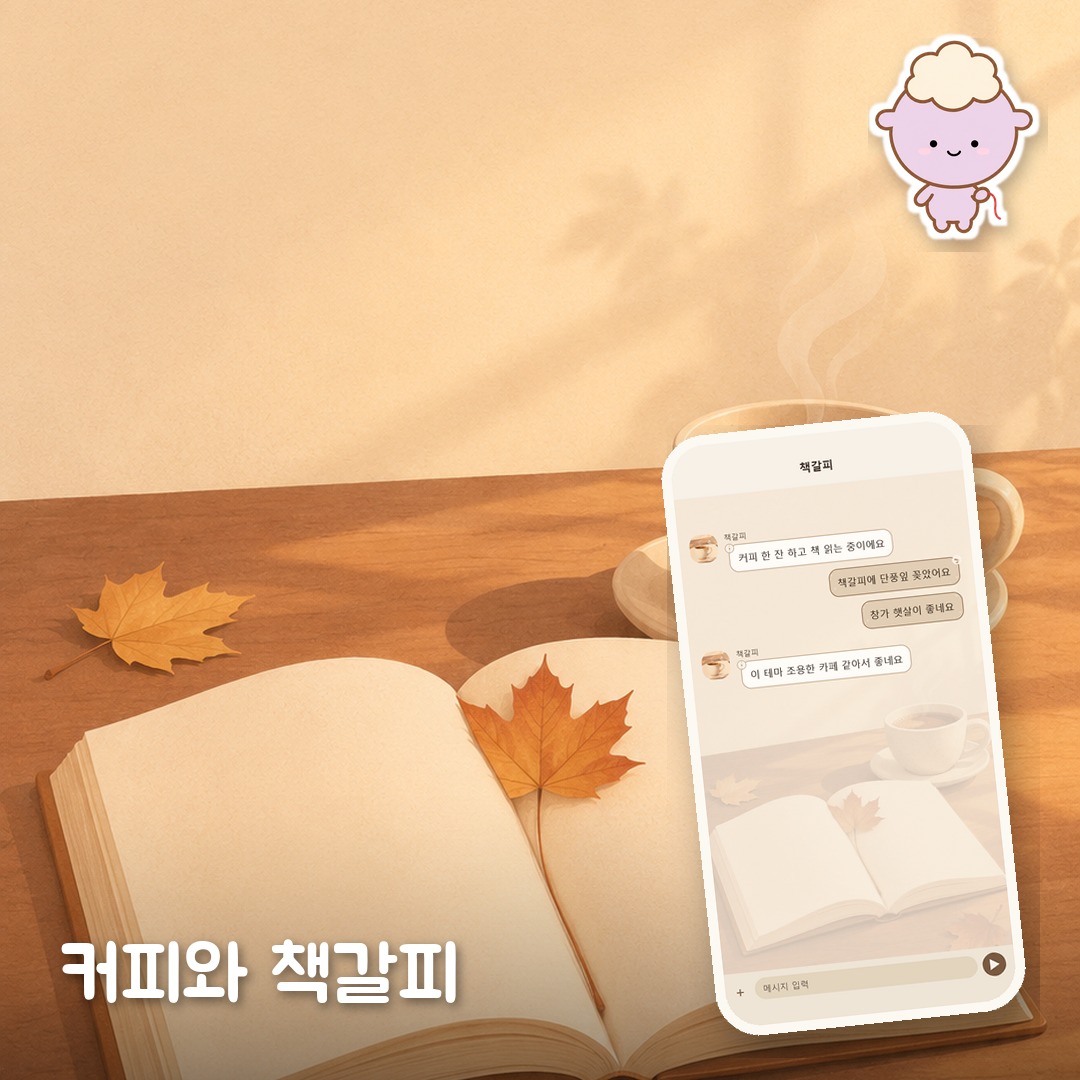 책갈피
책갈피
커피 한 잔 하고 책 읽는 중이에요
책갈피에 단풍잎 꽂았어요
창가 햇살이 좋네요
책갈피
이 테마 조용한 카페 같아서 좋네요
+ 메시지 입력
커피와 책갈피